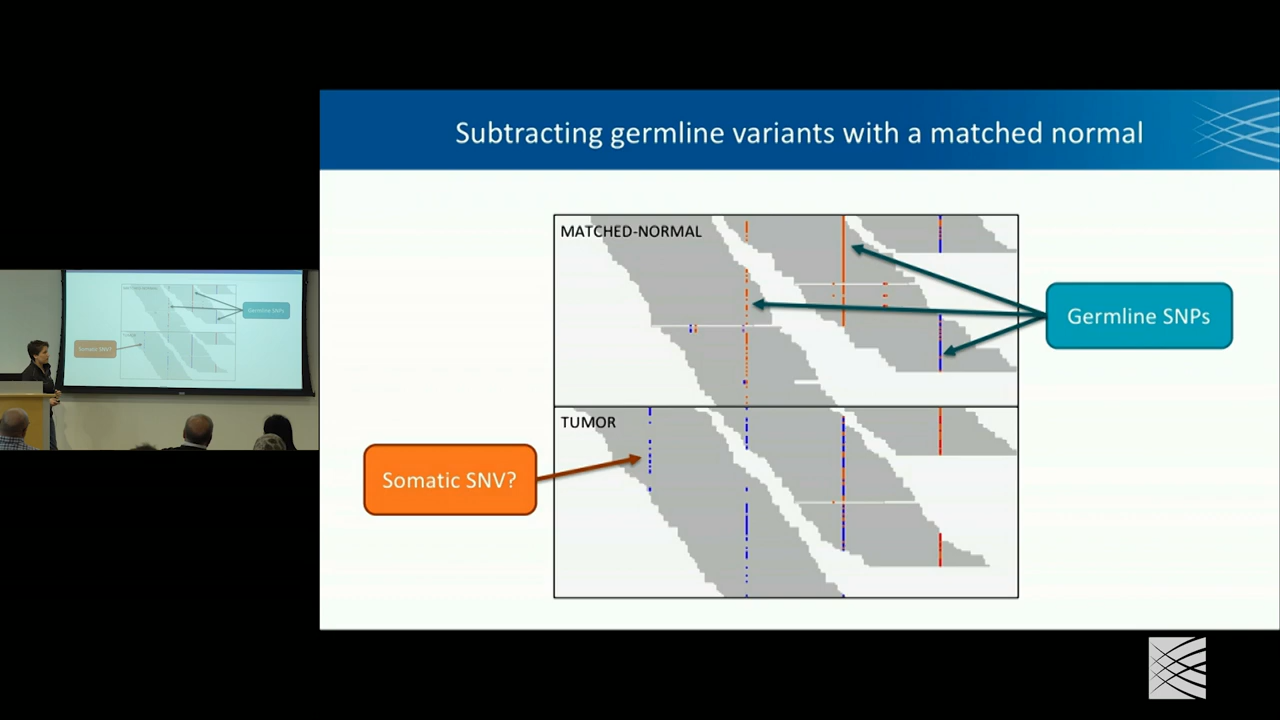 Subtracting germline variants with a matched normal
MATCHED-NORMAL
Germline SNPs
TUMOR
Somatic SNV?